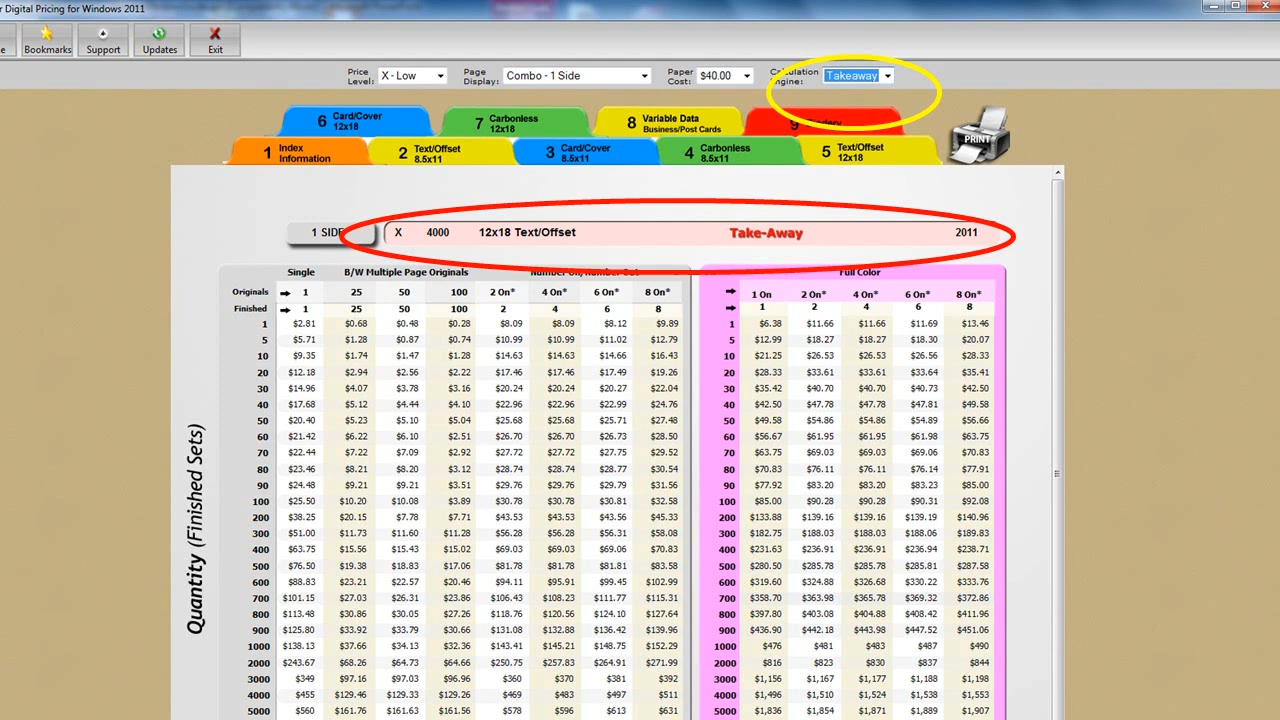 r Digital Pricing for Windows 2011
e Bookmarks Support Updates Exit
Price Level: X - Low Page Display: Combo - 1 Side Paper Cost: $40.00 Calculation Engine: Takeaway
6 Card/Cover 12x18 7 Carbonless 12x18 8 Variable Data Business/Post Cards 9
1 Index Information 2 Text/Offset 8.5x11 3 Card/Cover 8.5x11 4 Carbonless 8.5x11 5 Text/Offset 12x18 PRINT
1 SIDE X 4000 12x18 Text/Offset Take-Away 2011
Single B/W Multiple Page Originals Number On/Number Out Full Color
Originals 1 25 50 100 2 On* 4 On* 6 On* 8 On* 1 On 2 On* 4 On* 6 On* 8 On*
Finished 1 25 50 100 2 4 6 8 1 2 4 6 8
1 $2.81 $0.68 $0.48 $0.28 $8.09 $8.09 $8.12 $9.89 1 $6.38 $11.66 $11.66 $11.69 $13.46
5 $5.71 $1.28 $0.87 $0.74 $10.99 $10.99 $11.02 $12.79 5 $12.99 $18.27 $18.27 $18.30 $20.07
10 $9.35 $1.74 $1.47 $1.28 $14.63 $14.63 $14.66 $16.43 10 $21.25 $26.53 $26.53 $26.56 $28.33
20 $12.18 $2.94 $2.56 $2.22 $17.46 $17.46 $17.49 $19.26 20 $28.33 $33.61 $33.61 $33.64 $35.41
30 $14.96 $4.07 $3.78 $3.16 $20.24 $20.24 $20.27 $22.04 30 $35.42 $40.70 $40.70 $40.73 $42.50
40 $17.68 $5.12 $4.44 $4.10 $22.96 $22.96 $22.99 $24.76 40 $42.50 $47.78 $47.78 $47.81 $49.58
50 $20.40 $5.23 $5.10 $5.04 $25.68 $25.68 $25.71 $27.48 50 $49.58 $54.86 $54.86 $54.89 $56.66
60 $21.42 $6.22 $6.10 $2.51 $26.70 $26.70 $26.73 $28.50 60 $56.67 $61.95 $61.95 $61.98 $63.75
70 $22.44 $7.22 $7.09 $2.92 $27.72 $27.72 $27.75 $29.52 70 $63.75 $69.03 $69.03 $69.06 $70.83
80 $23.46 $8.21 $8.20 $3.12 $28.74 $28.74 $28.77 $30.54 80 $70.83 $76.11 $76.11 $76.14 $77.91
90 $24.48 $9.21 $9.21 $3.51 $29.76 $29.76 $29.79 $31.56 90 $77.92 $83.20 $83.20 $83.23 $85.00
100 $25.50 $10.20 $10.08 $3.89 $30.78 $30.78 $30.81 $32.58 100 $85.00 $90.28 $90.28 $90.31 $92.08
200 $38.25 $20.15 $7.78 $7.71 $43.53 $43.53 $43.56 $45.33 200 $133.88 $139.16 $139.16 $139.19 $140.96
300 $51.00 $11.73 $11.60 $11.28 $56.28 $56.28 $56.31 $58.08 300 $182.75 $188.03 $188.03 $188.06 $189.83
400 $63.75 $15.56 $15.43 $15.02 $69.03 $69.03 $69.06 $70.83 400 $231.63 $236.91 $236.91 $236.94 $238.71
500 $76.50 $19.38 $18.83 $17.06 $81.78 $81.78 $81.81 $83.58 500 $280.50 $285.78 $285.78 $285.81 $287.58
600 $88.83 $23.21 $22.57 $20.46 $94.11 $95.91 $99.45 $102.99 600 $319.60 $324.88 $326.68 $330.22 $333.76
700 $101.15 $27.03 $26.31 $23.86 $106.43 $108.23 $111.77 $115.31 700 $358.70 $363.98 $365.78 $369.32 $372.86
800 $113.48 $30.86 $30.05 $27.26 $118.76 $120.56 $124.10 $127.64 800 $397.80 $403.08 $404.88 $408.42 $411.96
900 $125.80 $33.92 $33.79 $30.66 $131.08 $132.88 $136.42 $139.96 900 $436.90 $442.18 $443.98 $447.52 $451.06
1000 $138.13 $37.66 $34.13 $32.36 $143.41 $145.21 $148.75 $152.29 1000 $476 $481 $483 $487 $490
2000 $243.67 $68.26 $64.73 $64.66 $250.75 $257.83 $264.91 $271.99 2000 $816 $823 $830 $837 $844
3000 $349 $97.16 $97.03 $96.96 $360 $370 $381 $392 3000 $1,156 $1,167 $1,177 $1,188 $1,198
4000 $455 $129.46 $129.33 $129.26 $469 $483 $497 $511 4000 $1,496 $1,510 $1,524 $1,538 $1,553
5000 $560 $161.76 $161.63 $161.56 $578 $596 $613 $631 5000 $1,836 $1,854 $1,871 $1,889 $1,907
Quantity (Finished Sets)